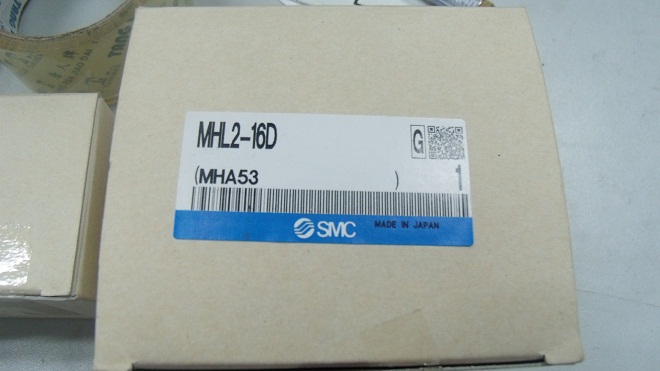 MHL2-16D
G
(MHA53 )
1
SMC
MADE IN JAPAN